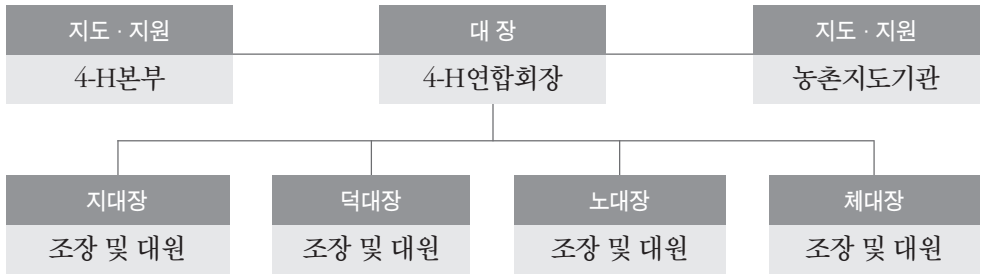 지도 · 지원
대 장
지도 · 지원
4-H본부
4-H연합회장
농촌지도기관
지대장
덕대장
노대장
체대장
조장 및 대원
조장 및 대원
조장 및 대원
조장 및 대원